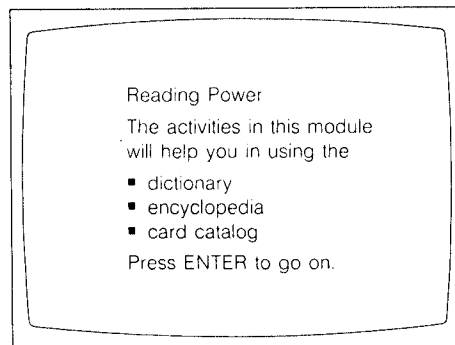 Reading Power
The activities in this module
will help you in using the
▪ dictionary
▪ encyclopedia
▪ card catalog
Press ENTER to go on.